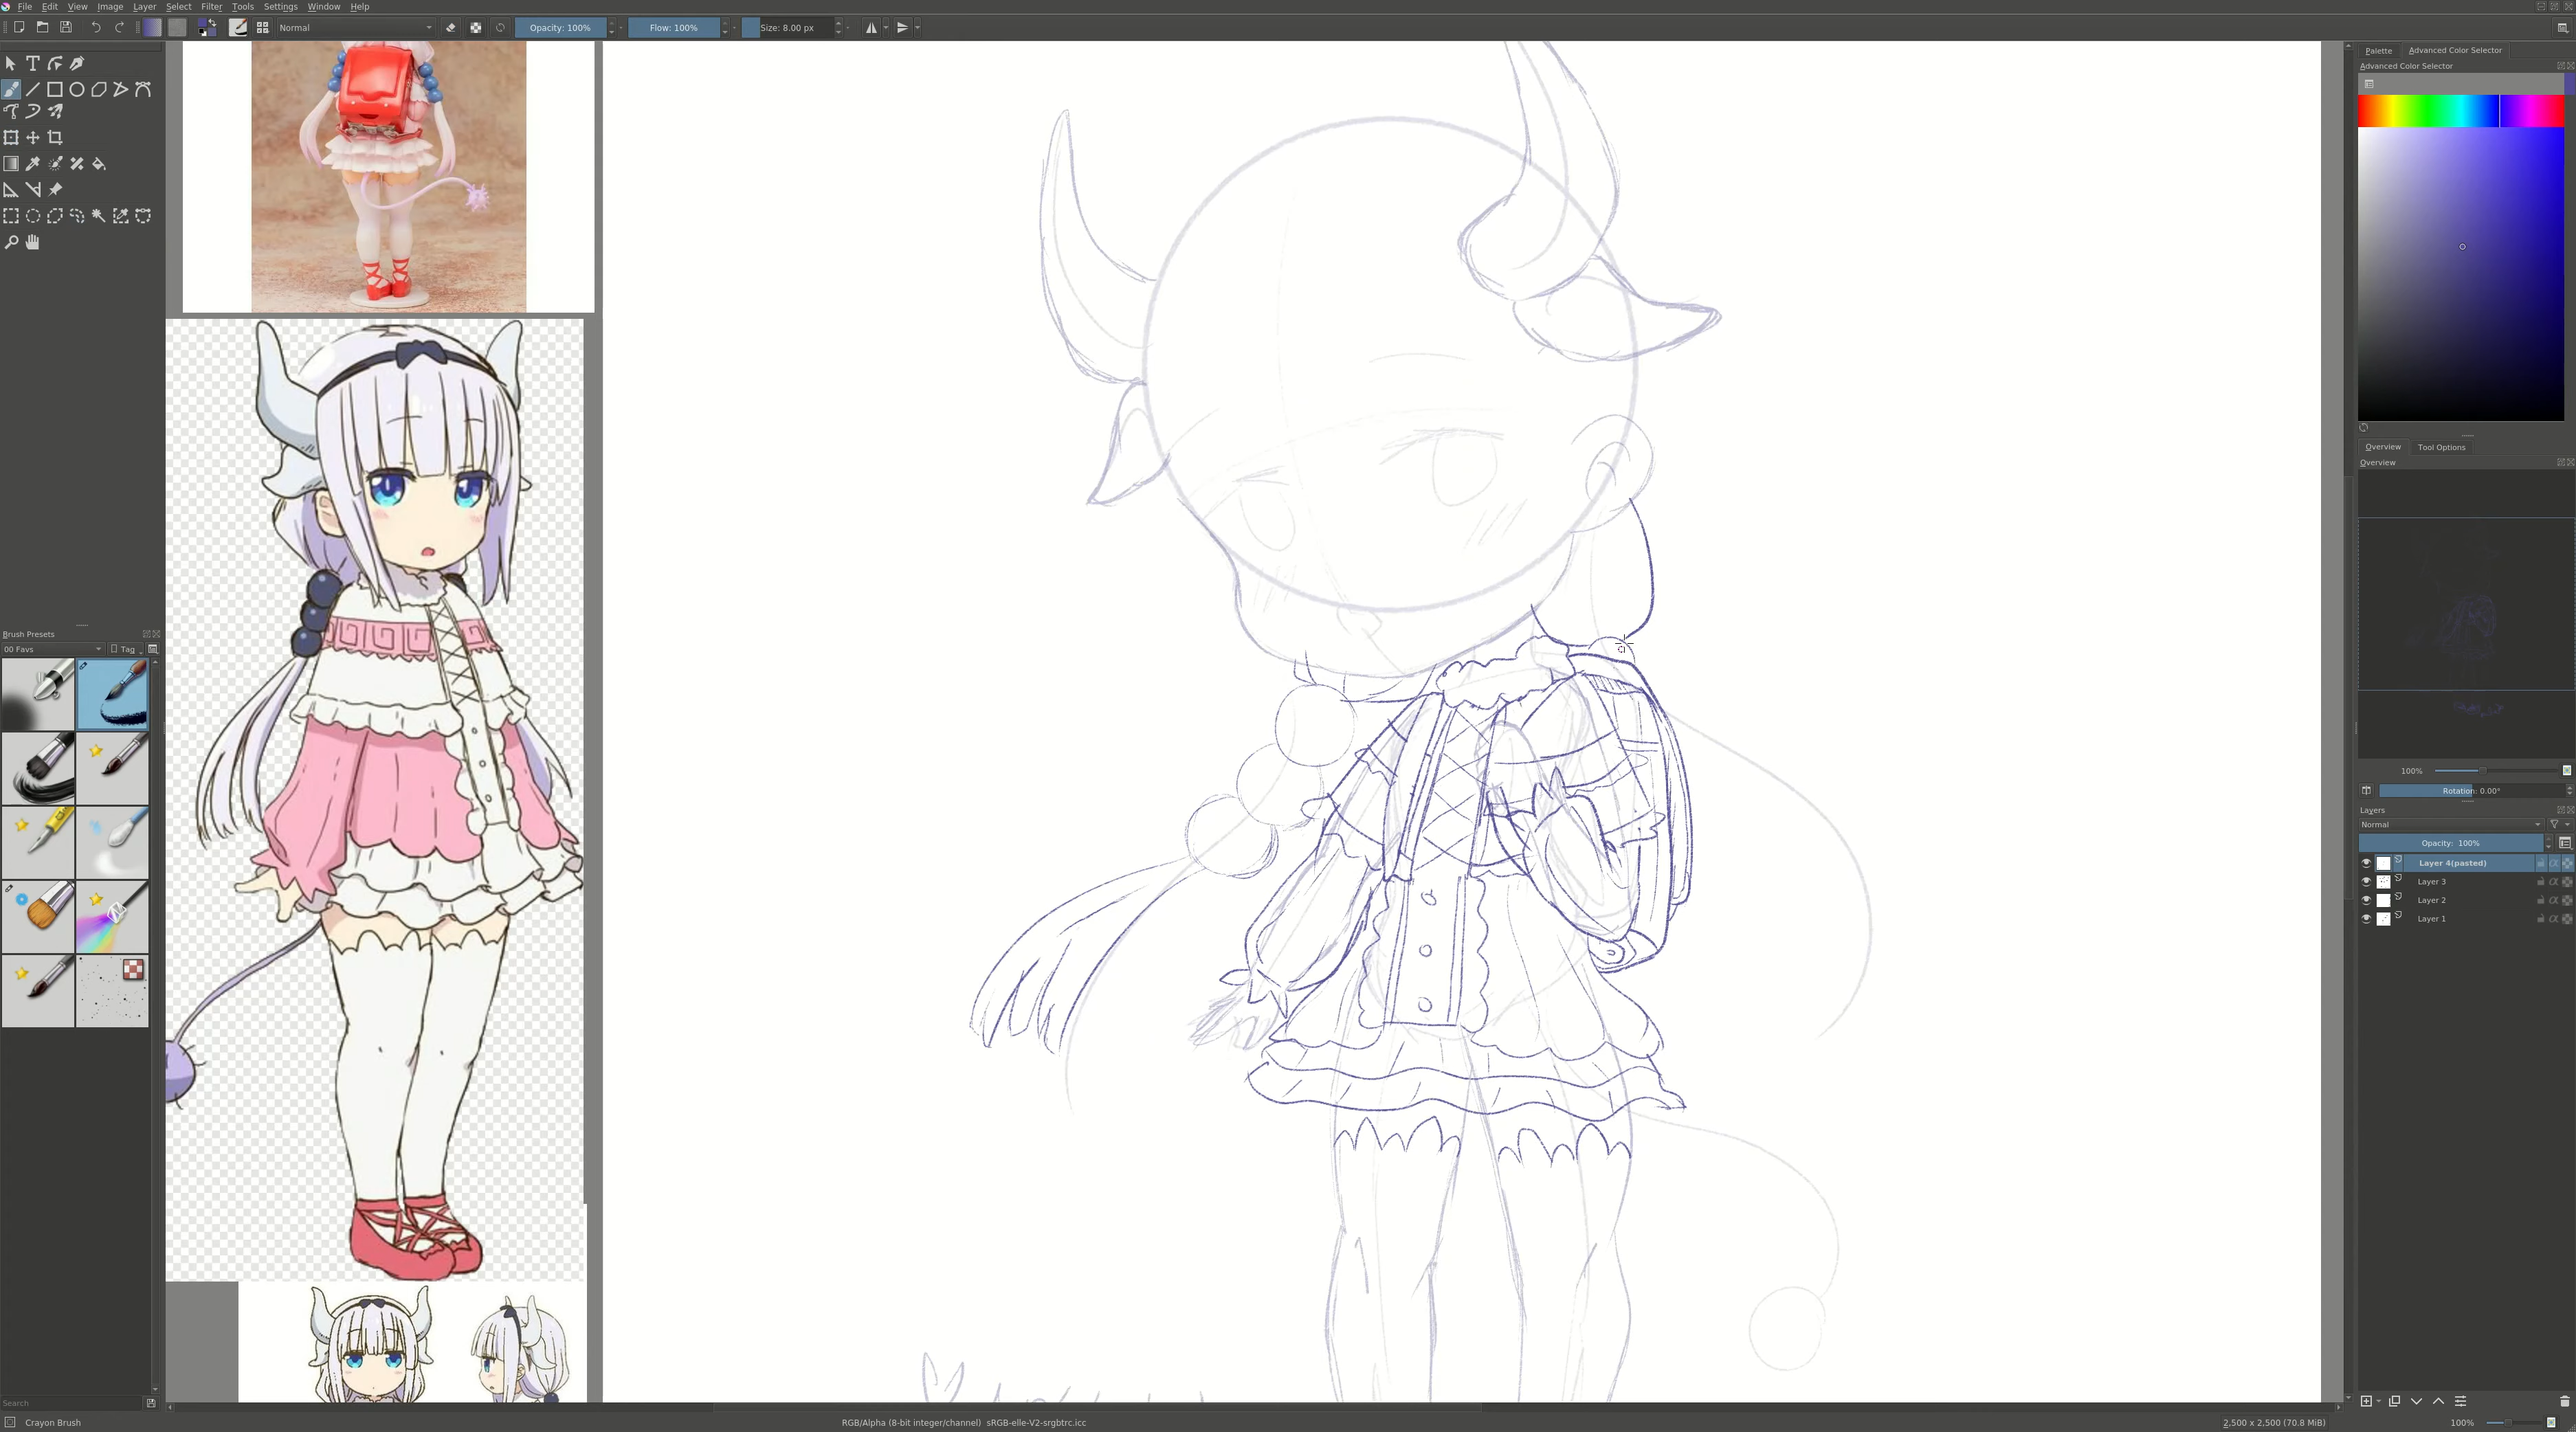 File Edit View Image Layer Select Filter Tools Settings Window Help
Normal Opacity: 100% Flow: 100% Size: 8.00 px
Palette Advanced Color Selector
Advanced Color Selector
Overview Tool Options
Overview
100%
Rotation: 0.00°
Layers
Normal
Opacity: 100%
Layer 4(pasted)
Layer 3
Layer 2
Layer 1
Brush Presets
00 Favs Tag
Search
Crayon Brush RGB/Alpha (8-bit integer/channel) sRGB-elle-V2-srgbtrc.icc 2,500 x 2,500 (70.8 MiB) 100%